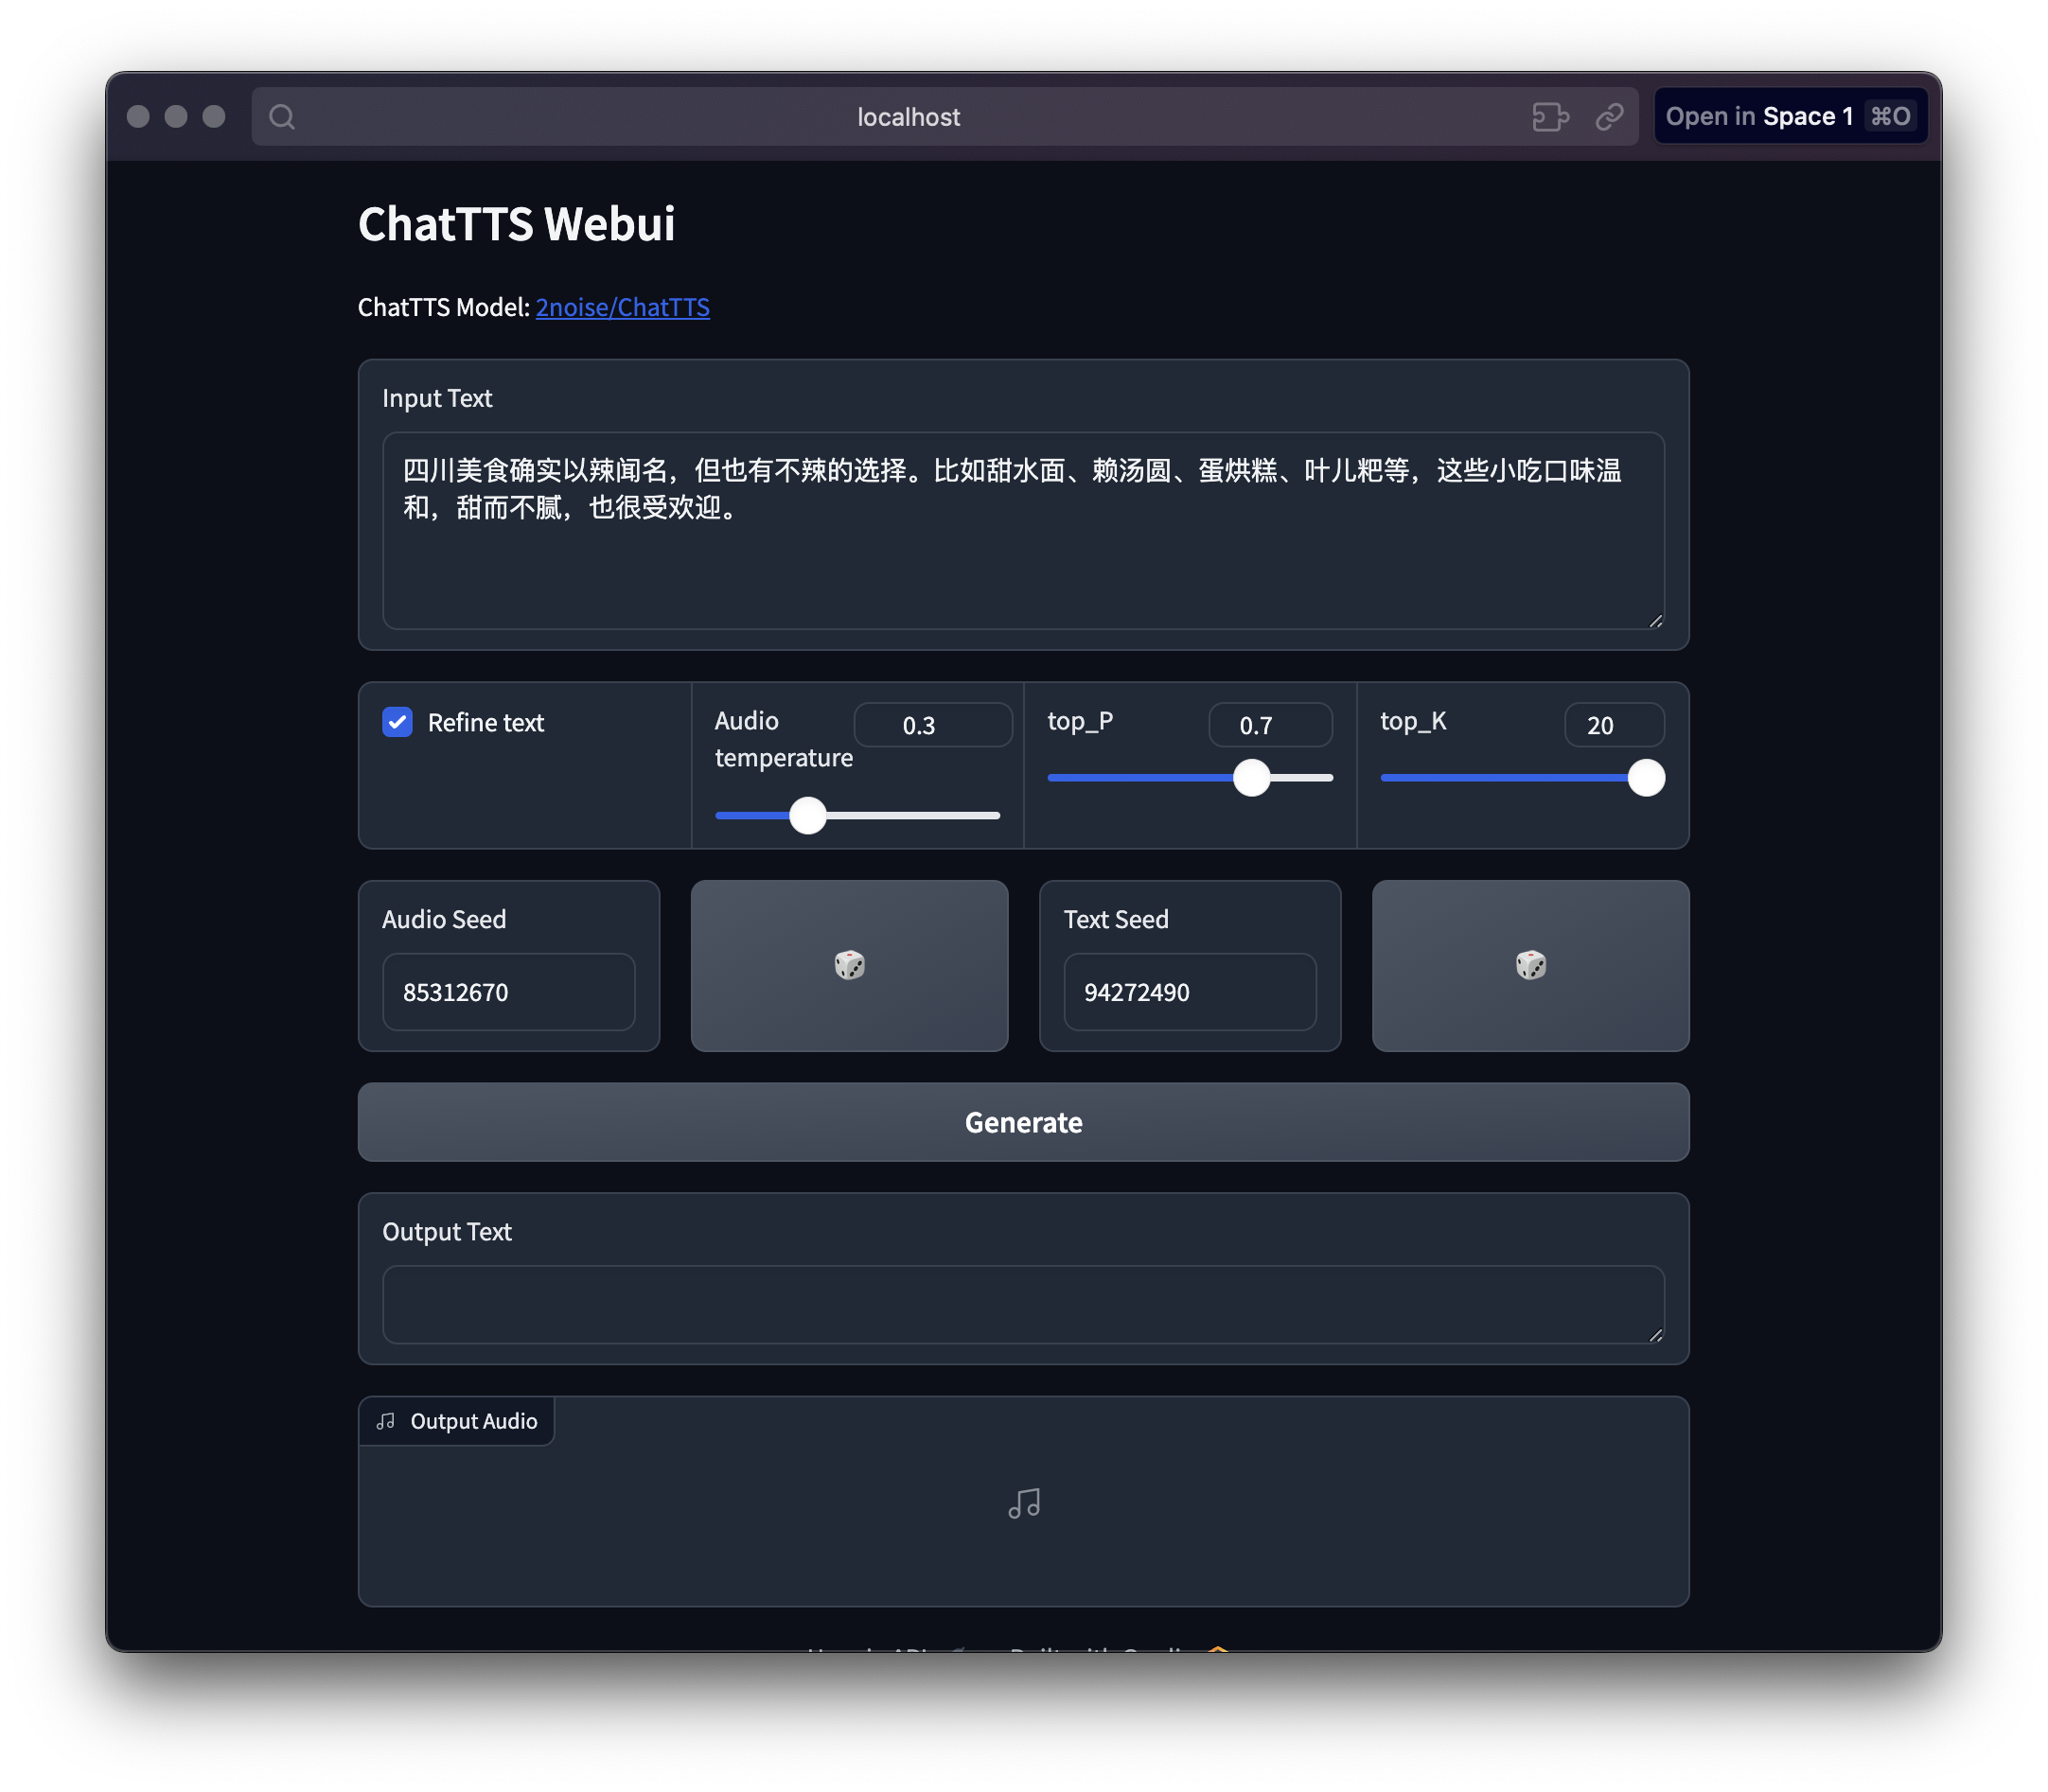 localhost
Open in Space 1 ⌘O
ChatTTS Webui
ChatTTS Model: 2noise/ChatTTS
Input Text
四川美食确实以辣闻名，但也有不辣的选择。比如甜水面、赖汤圆、蛋烘糕、叶儿粑等，这些小吃口味温
和，甜而不腻，也很受欢迎。
Refine text
Audio
temperature
0.3
top_P
0.7
top_K
20
Audio Seed
85312670
Text Seed
94272490
Generate
Output Text
Output Audio